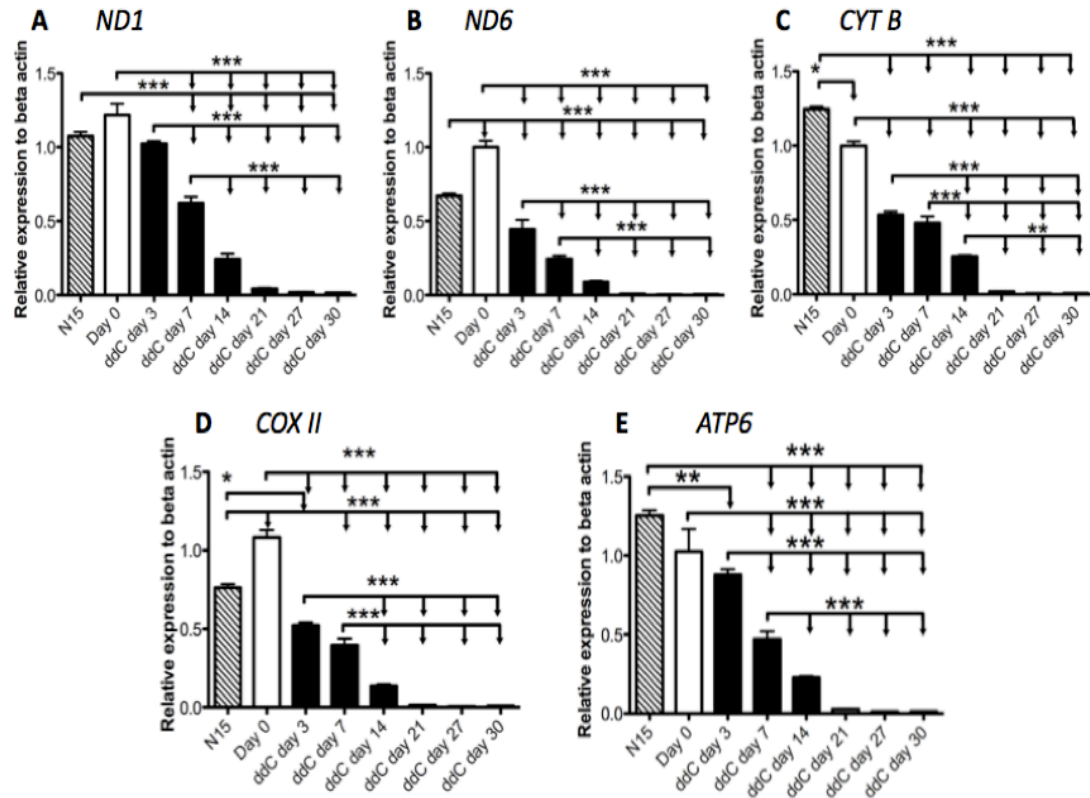 A ND1
Relative expression to beta actin
1.5
1.0
0.5
0.0
***
***
***
***
N15
Day 0
ddC day 3
ddC day 7
ddC day 14
ddC day 21
ddC day 27
ddC day 30
B ND6
Relative expression to beta actin
1.5
1.0
0.5
0.0
***
***
***
***
N15
Day 0
ddC day 3
ddC day 7
ddC day 14
ddC day 21
ddC day 27
ddC day 30
C CYT B
Relative expression to beta actin
1.5
1.0
0.5
0.0
***
*
***
***
***
**
N15
Day 0
ddC day 3
ddC day 7
ddC day 14
ddC day 21
ddC day 27
ddC day 30
D COX II
Relative expression to beta actin
1.5
1.0
0.5
0.0
***
*
***
***
***
N15
Day 0
ddC day 3
ddC day 7
ddC day 14
ddC day 21
ddC day 27
ddC day 30
E ATP6
Relative expression to beta actin
1.5
1.0
0.5
0.0
***
**
***
***
***
N15
Day 0
ddC day 3
ddC day 7
ddC day 14
ddC day 21
ddC day 27
ddC day 30